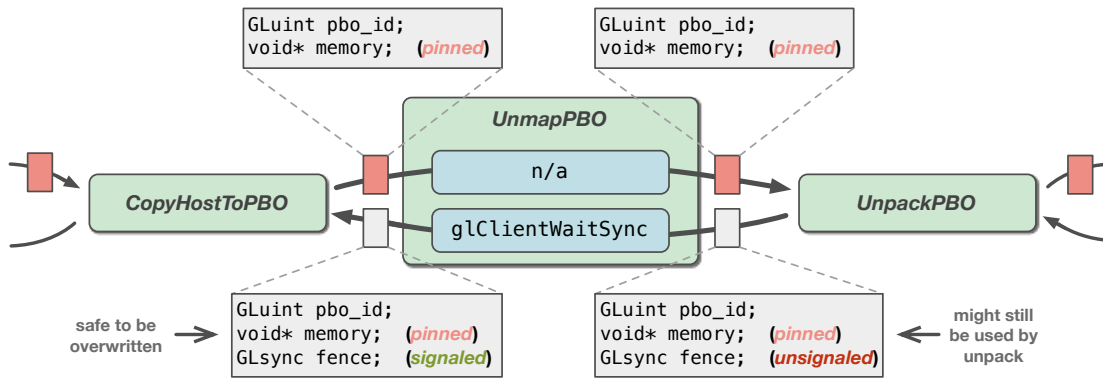 GLuint pbo_id;
void* memory; (pinned)
GLuint pbo_id;
void* memory; (pinned)
UnmapPBO
n/a
CopyHostToPBO
UnpackPBO
glClientWaitSync
safe to be
overwritten
GLuint pbo_id;
void* memory; (pinned)
GLsync fence; (signaled)
GLuint pbo_id;
void* memory; (pinned)
GLsync fence; (unsignaled)
might still
be used by
unpack